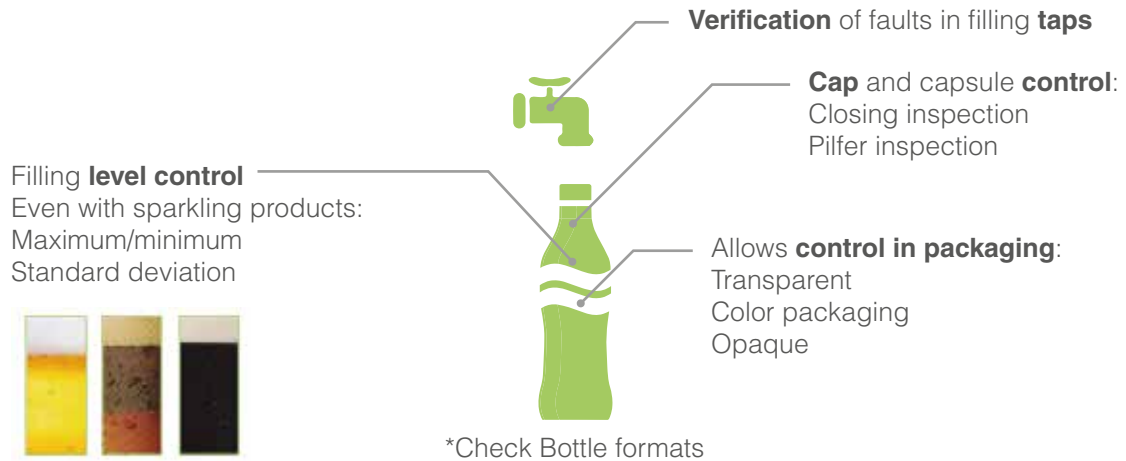 Verification of faults in filling taps
Cap and capsule control:
Closing inspection
Pilfer inspection
Filling level control
Even with sparkling products:
Maximum/minimum
Standard deviation
Allows control in packaging:
Transparent
Color packaging
Opaque
*Check Bottle formats